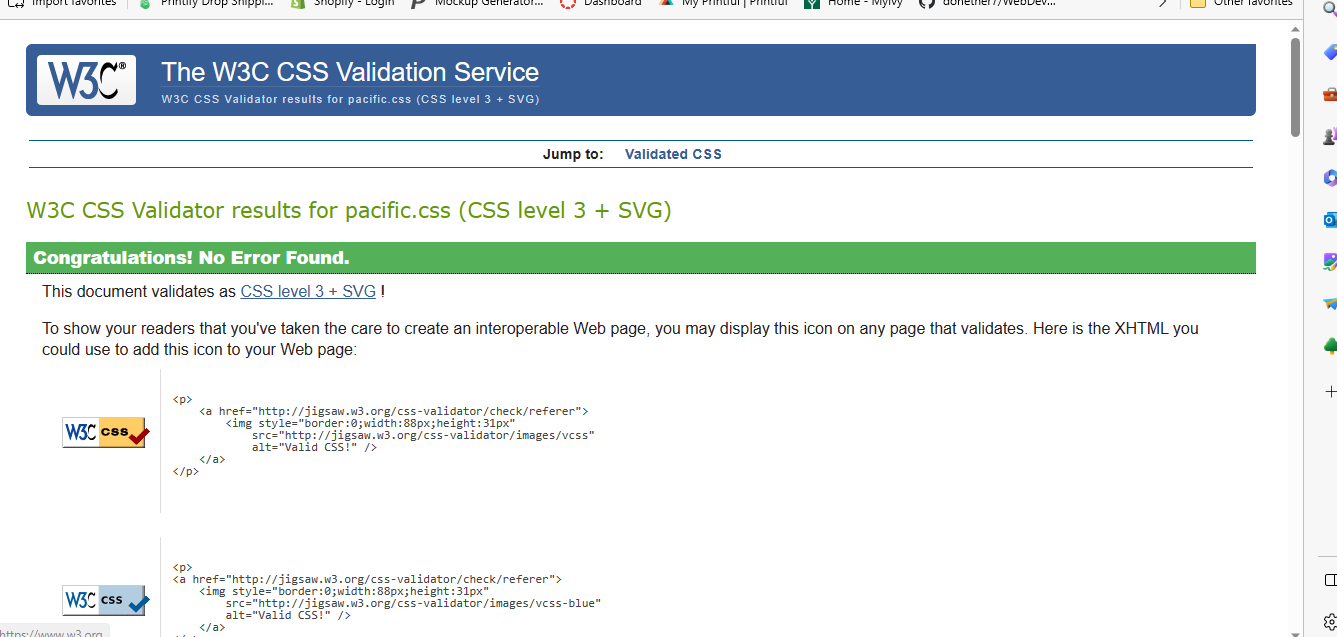 Import favorites Printify Drop Shippi... Shopify - Login Mockup Generator... Dashboard My Printful | Printful Home - MyIvy donether77/WebDev... Other favorites
W3C® The W3C CSS Validation Service
W3C CSS Validator results for pacific.css (CSS level 3 + SVG)
Jump to: Validated CSS
W3C CSS Validator results for pacific.css (CSS level 3 + SVG)
Congratulations! No Error Found.
This document validates as CSS level 3 + SVG !
To show your readers that you've taken the care to create an interoperable Web page, you may display this icon on any page that validates. Here is the XHTML you
could use to add this icon to your Web page:
<p>
<a href="http://jigsaw.w3.org/css-validator/check/referer">
<img style="border:0;width:88px;height:31px"
W3C css
src="http://jigsaw.w3.org/css-validator/images/vcss"
alt="Valid CSS!" />
</a>
</p>
<p>
<a href="http://jigsaw.w3.org/css-validator/check/referer">
<img style="border:0;width:88px;height:31px"
W3C css
src="http://jigsaw.w3.org/css-validator/images/vcss-blue"
alt="Valid CSS!" />
</a>
https://www.w3.org